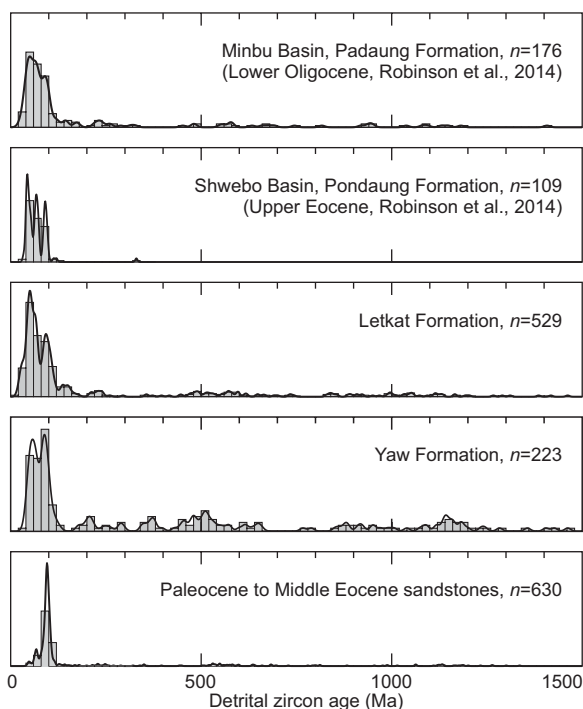 Minbu Basin, Padaung Formation, n=176
(Lower Oligocene, Robinson et al., 2014)
Shwebo Basin, Pondaung Formation, n=109
(Upper Eocene, Robinson et al., 2014)
Letkat Formation, n=529
Yaw Formation, n=223
Paleocene to Middle Eocene sandstones, n=630
0 500 1000 1500
Detrital zircon age (Ma)